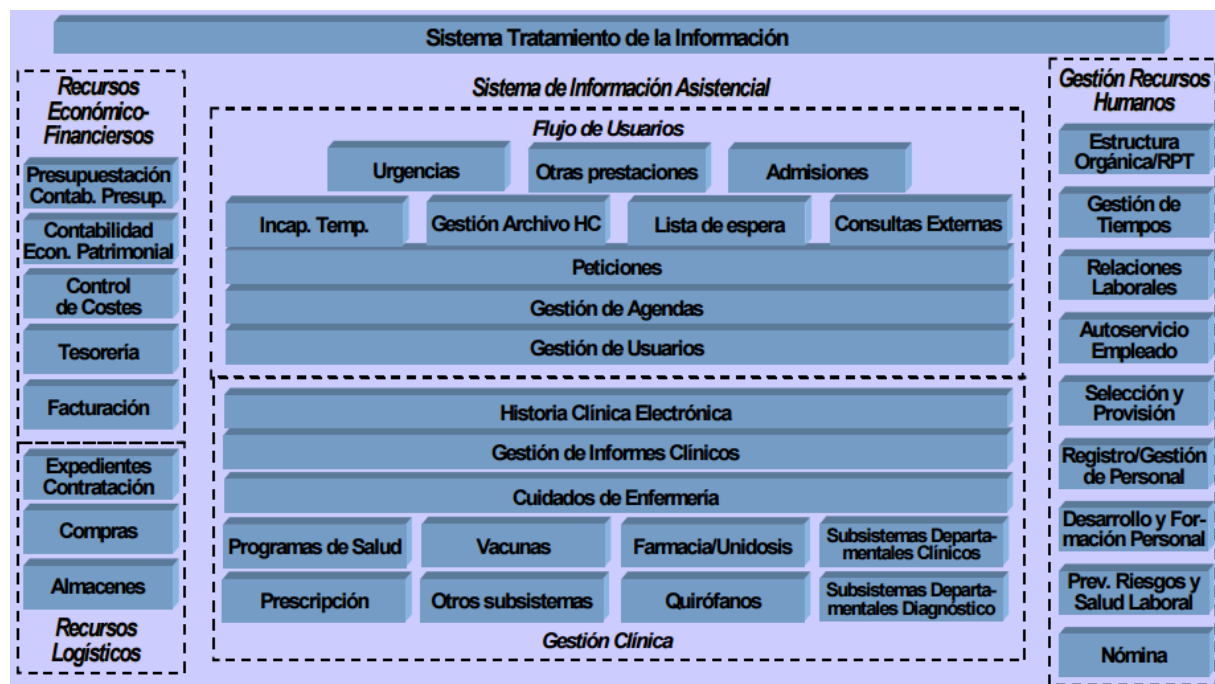 Sistema Tratamiento de la Información
Recursos
Económico-
Financiersos
Presupuestación
Contab. Presup.
Contabilidad
Econ. Patrimonial
Control
de Costes
Tesorería
Facturación
Expedientes
Contratación
Compras
Almacenes
Recursos
Logísticos
Sistema de Información Asistencial
Flujo de Usuarios
Urgencias
Otras prestaciones
Admisiones
Incap. Temp.
Gestión Archivo HC
Lista de espera
Consultas Externas
Peticiones
Gestión de Agendas
Gestión de Usuarios
Historia Clínica Electrónica
Gestión de Informes Clínicos
Cuidados de Enfermería
Programas de Salud
Vacunas
Farmacia/Unidosis
Subsistemas Departa-
mentales Clínicos
Prescripción
Otros subsistemas
Quirófanos
Subsistemas Departa-
mentales Diagnóstico
Gestión Clínica
Gestión Recursos
Humanos
Estructura
Orgánica/RPT
Gestión de
Tiempos
Relaciones
Laborales
Autoservicio
Empleado
Selección y
Provisión
Registro/Gestión
de Personal
Desarrollo y For-
mación Personal
Prev. Riesgos y
Salud Laboral
Nómina